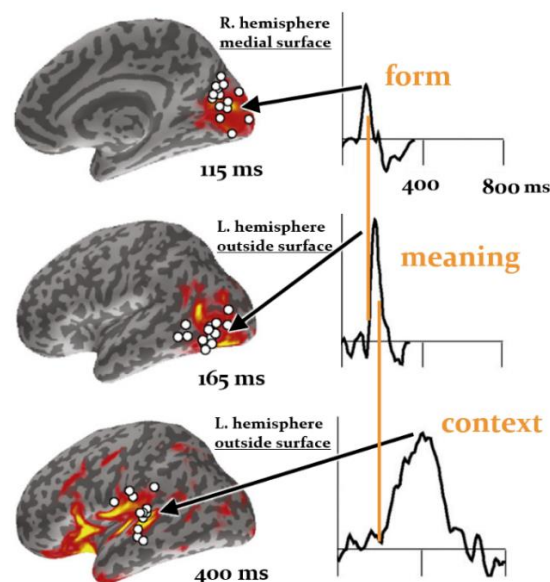 R. hemisphere
medial surface
form
115 ms
400
800 ms
L. hemisphere
outside surface
meaning
165 ms
L. hemisphere
outside surface
context
400 ms